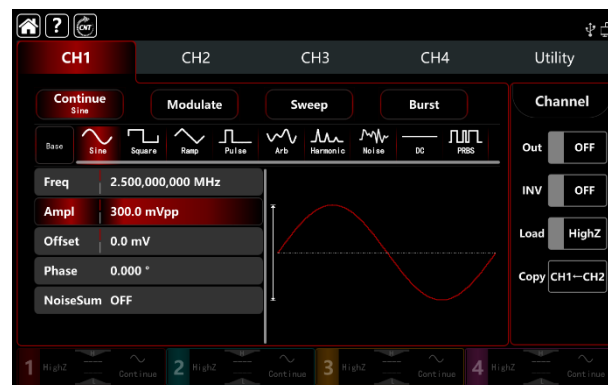 ? CNT
CH1 CH2 CH3 CH4 Utility
Continue
Sine
Modulate Sweep Burst
Channel
Base Sine Square Ramp Pulse Arb Harmonic Noise DC PRBS
Out OFF
Freq 2.500,000,000 MHz
INV OFF
Ampl 300.0 mVpp
Load HighZ
Offset 0.0 mV
Phase 0.000 °
Copy CH1←CH2
NoiseSum OFF
1 HighZ Continue 2 HighZ Continue 3 HighZ Continue 4 HighZ Continue